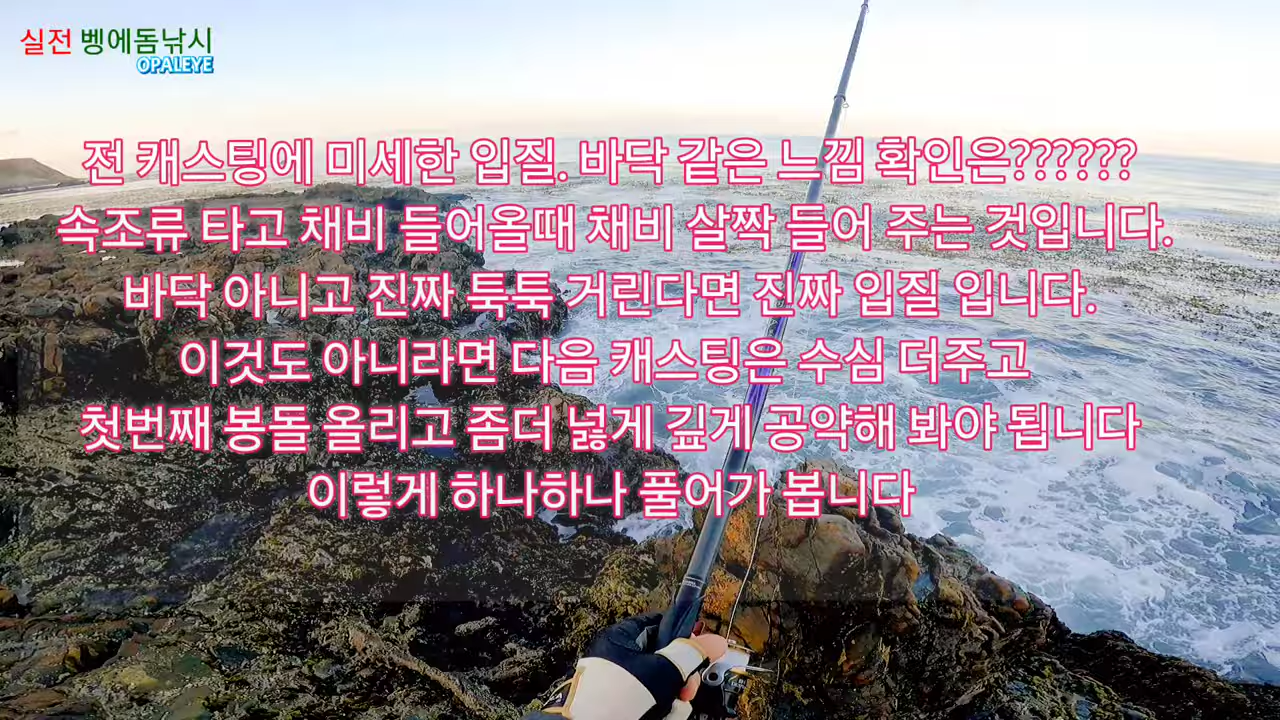 실전 벵에돔낚시
OPALEYE
전 캐스팅에 미세한 입질. 바닥 같은 느낌 확인은??????
속조류 타고 채비 들어올때 채비 살짝 들어 주는 것입니다.
바닥 아니고 진짜 툭툭 거린다면 진짜 입질 입니다.
이것도 아니라면 다음 캐스팅은 수심 더주고
첫번째 봉돌 올리고 좀더 넓게 깊게 공약해 봐야 됩니다
이렇게 하나하나 풀어가 봅니다